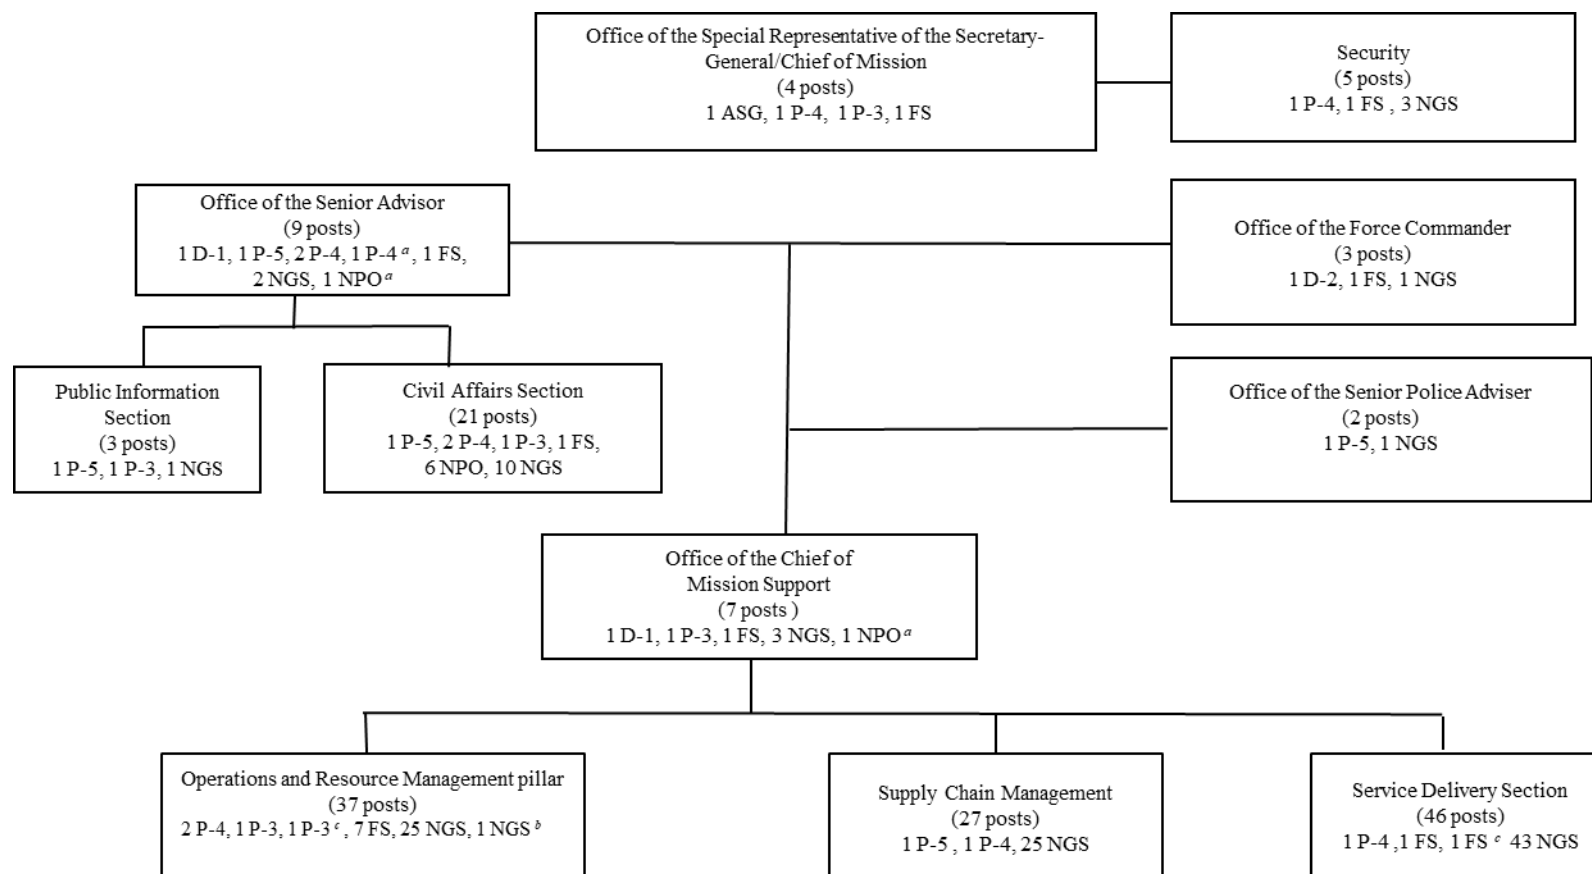 Office of the Special Representative of the Secretary-
General/Chief of Mission
(4 posts)
1 ASG, 1 P-4, 1 P-3, 1 FS
Security
(5 posts)
1 P-4, 1 FS , 3 NGS
Office of the Senior Advisor
(9 posts)
1 D-1, 1 P-5, 2 P-4, 1 P-4 a, 1 FS,
2 NGS, 1 NPO a
Office of the Force Commander
(3 posts)
1 D-2, 1 FS, 1 NGS
Public Information
Section
(3 posts)
1 P-5, 1 P-3, 1 NGS
Civil Affairs Section
(21 posts)
1 P-5, 2 P-4, 1 P-3, 1 FS,
6 NPO, 10 NGS
Office of the Senior Police Adviser
(2 posts)
1 P-5, 1 NGS
Office of the Chief of
Mission Support
(7 posts )
1 D-1, 1 P-3, 1 FS, 3 NGS, 1 NPO a
Operations and Resource Management pillar
(37 posts)
2 P-4, 1 P-3, 1 P-3 c, 7 FS, 25 NGS, 1 NGS b
Supply Chain Management
(27 posts)
1 P-5 , 1 P-4, 25 NGS
Service Delivery Section
(46 posts)
1 P-4 ,1 FS, 1 FS c 43 NGS